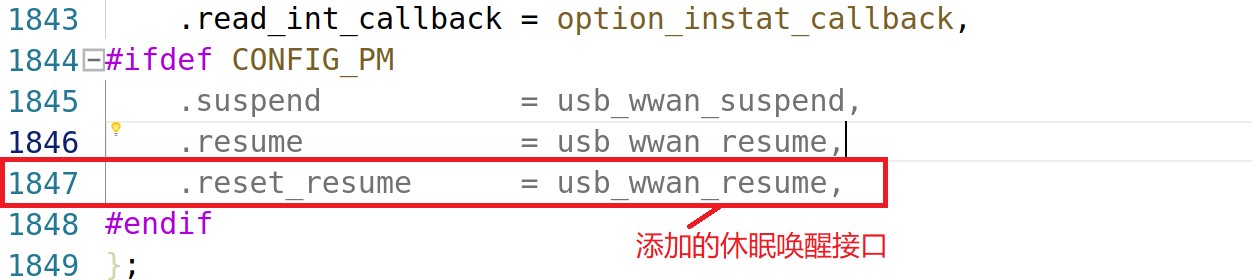 1843 .read_int_callback = option_instat_callback,
1844 #ifdef CONFIG_PM
1845 .suspend = usb_wwan_suspend,
1846 .resume = usb_wwan_resume,
1847 .reset_resume = usb_wwan_resume,
1848 #endif
添加的休眠唤醒接口
1849 };